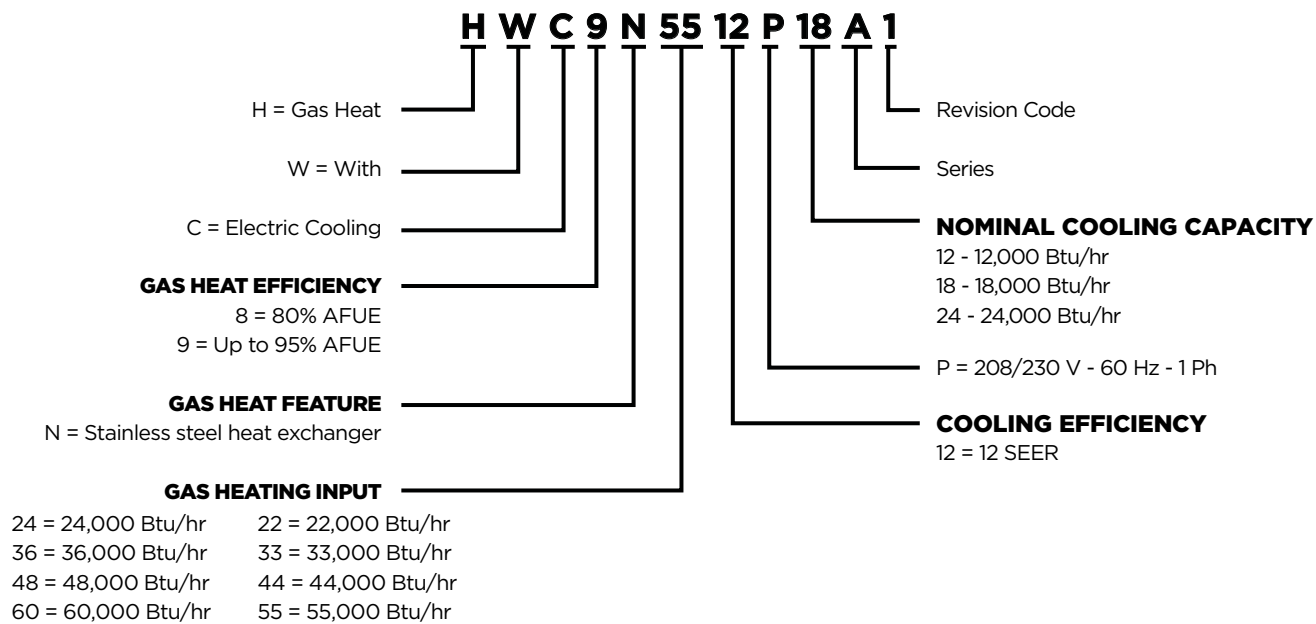 H W C 9 N 55 12 P 18 A 1
H = Gas Heat
W = With
C = Electric Cooling
GAS HEAT EFFICIENCY
8 = 80% AFUE
9 = Up to 95% AFUE
GAS HEAT FEATURE
N = Stainless steel heat exchanger
GAS HEATING INPUT
24 = 24,000 Btu/hr 22 = 22,000 Btu/hr
36 = 36,000 Btu/hr 33 = 33,000 Btu/hr
48 = 48,000 Btu/hr 44 = 44,000 Btu/hr
60 = 60,000 Btu/hr 55 = 55,000 Btu/hr
Revision Code
Series
NOMINAL COOLING CAPACITY
12 - 12,000 Btu/hr
18 - 18,000 Btu/hr
24 - 24,000 Btu/hr
P = 208/230 V - 60 Hz - 1 Ph
COOLING EFFICIENCY
12 = 12 SEER